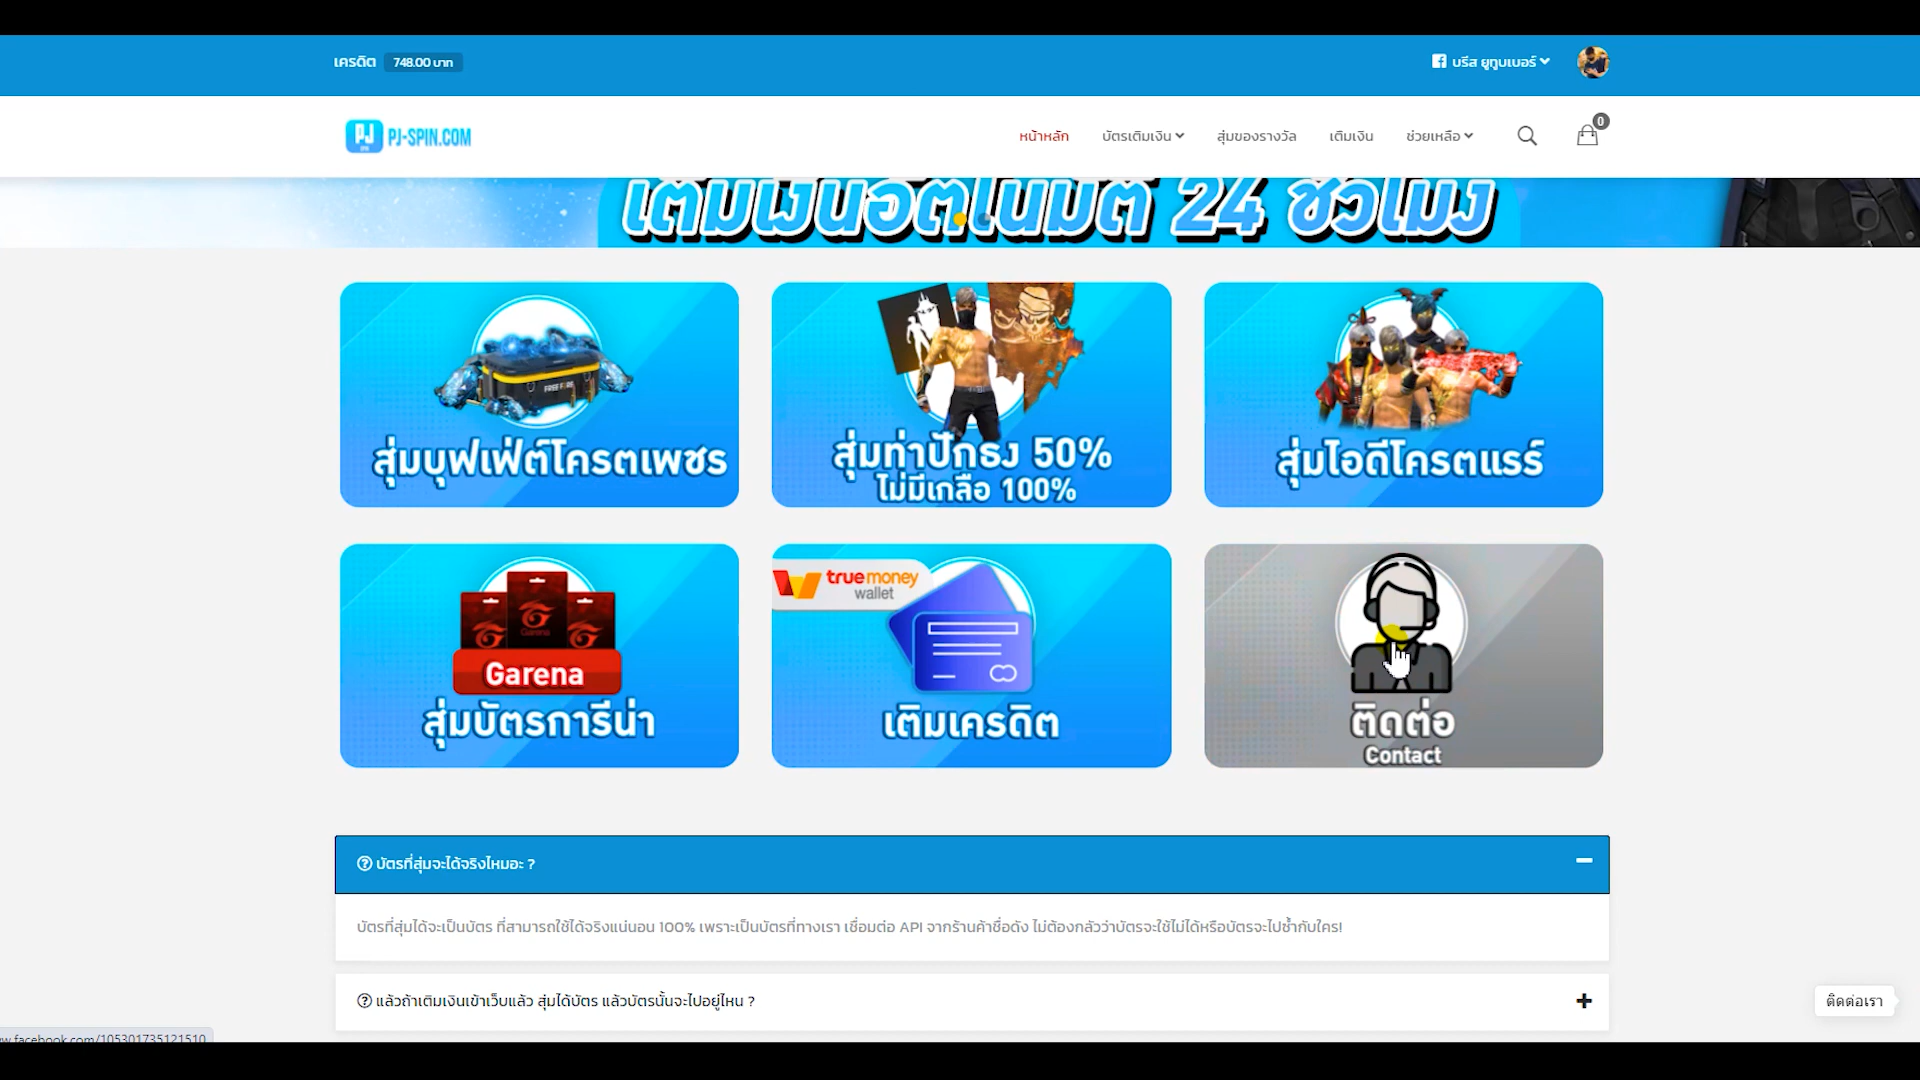 เครดิต 748.00 บาท
บรีส ยูทูบเบอร์
PJ PJ-SPIN.COM
หน้าหลัก บัตรเติมเงิน สุ่มของรางวัล เติมเงิน ช่วยเหลือ 0
เติมเงินอัตโนมัติ 24 ชั่วโมง
FREE FIRE
สุ่มบุฟเฟ่ต์โครตเพชร
สุ่มท่าปักธง 50%
ไม่มีเกลือ 100%
สุ่มไอดีโครตแรร์
Garena
Garena
สุ่มบัตรการีน่า
truemoney
wallet
เติมเครดิต
ติดต่อ
Contact
บัตรที่สุ่มจะได้จริงไหมอะ ?
บัตรที่สุ่มได้จะเป็นบัตร ที่สามารถใช้ได้จริงแน่นอน 100% เพราะเป็นบัตรที่ทางเรา เชื่อมต่อ API จากร้านค้าชื่อดัง ไม่ต้องกลัวว่าบัตรจะใช้ไม่ได้หรือบัตรจะไปซ้ำกับใคร!
แล้วถ้าเติมเงินเข้าเว็บแล้ว สุ่มได้บัตร แล้วบัตรนั้นจะไปอยู่ไหน ?
ติดต่อเรา
w.facebook.com/105301735121510